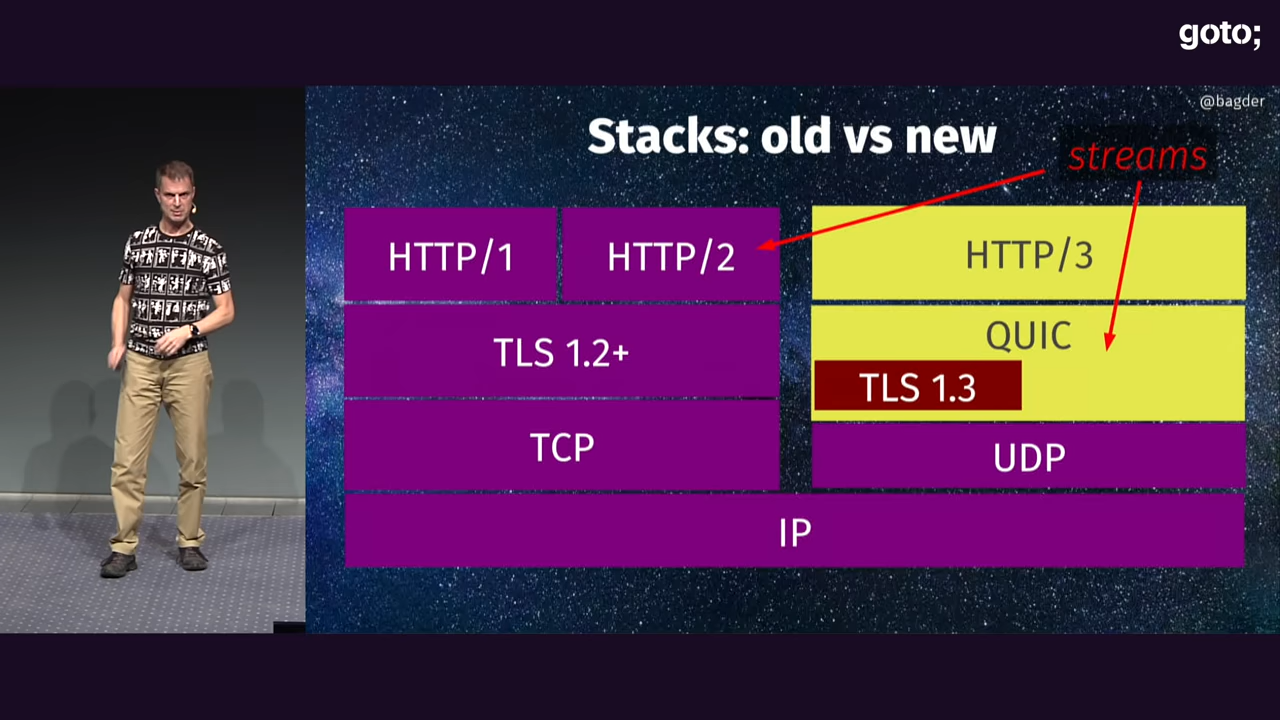 goto;
@bagder
Stacks: old vs new
streams
HTTP/1
HTTP/2
HTTP/3
TLS 1.2+
QUIC
TLS 1.3
TCP
UDP
IP